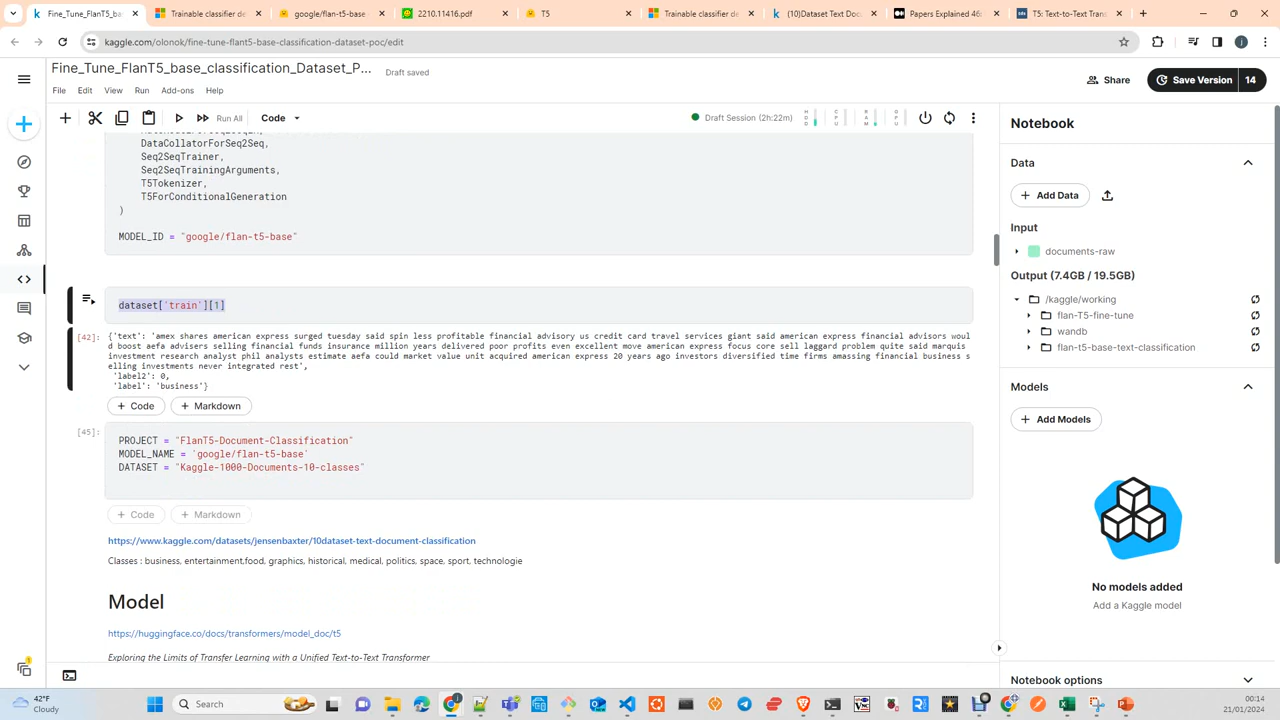 Fine_Tune_FlanT5_bas
Trainable classifier de
google/flan-t5-base
2210.11416.pdf
T5
Trainable classifier de
(10)Dataset Text Doc
Papers Explained 46:
T5: Text-to-Text Tran
kaggle.com/olonok/fine-tune-flant5-base-classification-dataset-poc/edit
Fine_Tune_FlanT5_base_classification_Dataset_P...
Draft saved
Share
Save Version
14
File Edit View Run Add-ons Help
Run All
Code
Draft Session (2h:22m)
HDD
CPU
RAM
GPU
Notebook
DataCollatorForSeq2Seq,
Seq2SeqTrainer,
Seq2SeqTrainingArguments,
T5Tokenizer,
T5ForConditionalGeneration
)
MODEL_ID = "google/flan-t5-base"
dataset['train'][1]
[42]:
{'text': 'amex shares american express surged tuesday said spin less profitable financial advisory us credit card travel services giant said american express financial advisors woul
d boost aefa advisers selling financial funds insurance million years delivered poor profits even excellent move american express focus core sell laggard problem quite said marquis
investment research analyst phil analysts estimate aefa could market value unit acquired american express 20 years ago investors diversified time firms amassing financial business s
elling investments never integrated rest',
'label2': 0,
'label': 'business'}
+ Code
+ Markdown
[45]:
PROJECT = "FlanT5-Document-Classification"
MODEL_NAME = 'google/flan-t5-base'
DATASET = "Kaggle-1000-Documents-10-classes"
+ Code
+ Markdown
https://www.kaggle.com/datasets/jensenbaxter/10dataset-text-document-classification
Classes : business, entertainment,food, graphics, historical, medical, politics, space, sport, technologie
Model
https://huggingface.co/docs/transformers/model_doc/t5
Exploring the Limits of Transfer Learning with a Unified Text-to-Text Transformer
Data
+ Add Data
Input
documents-raw
Output (7.4GB / 19.5GB)
/kaggle/working
flan-T5-fine-tune
wandb
flan-t5-base-text-classification
Models
+ Add Models
No models added
Add a Kaggle model
Notebook options
42°F
Cloudy
Search
00:14
21/01/2024